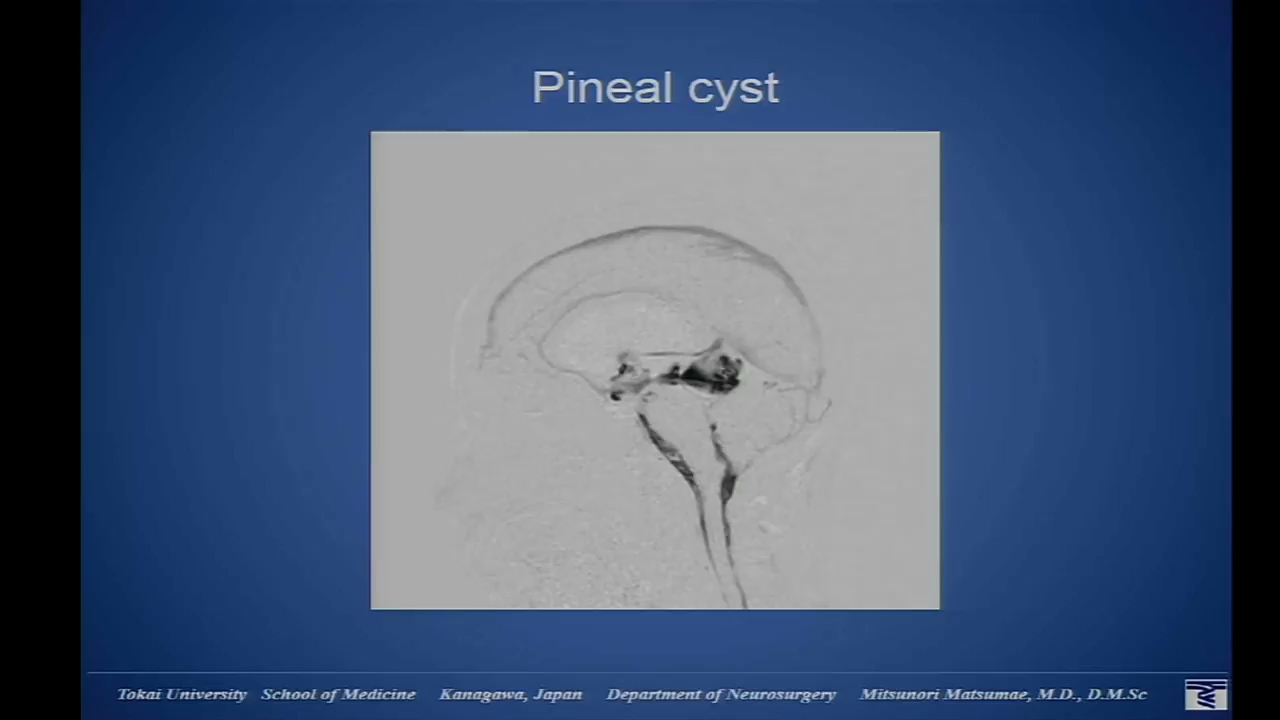 Pineal cyst
Tokai University School of Medicine Kanagawa, Japan Department of Neurosurgery Mitsunori Matsumae, M.D., D.M.Sc